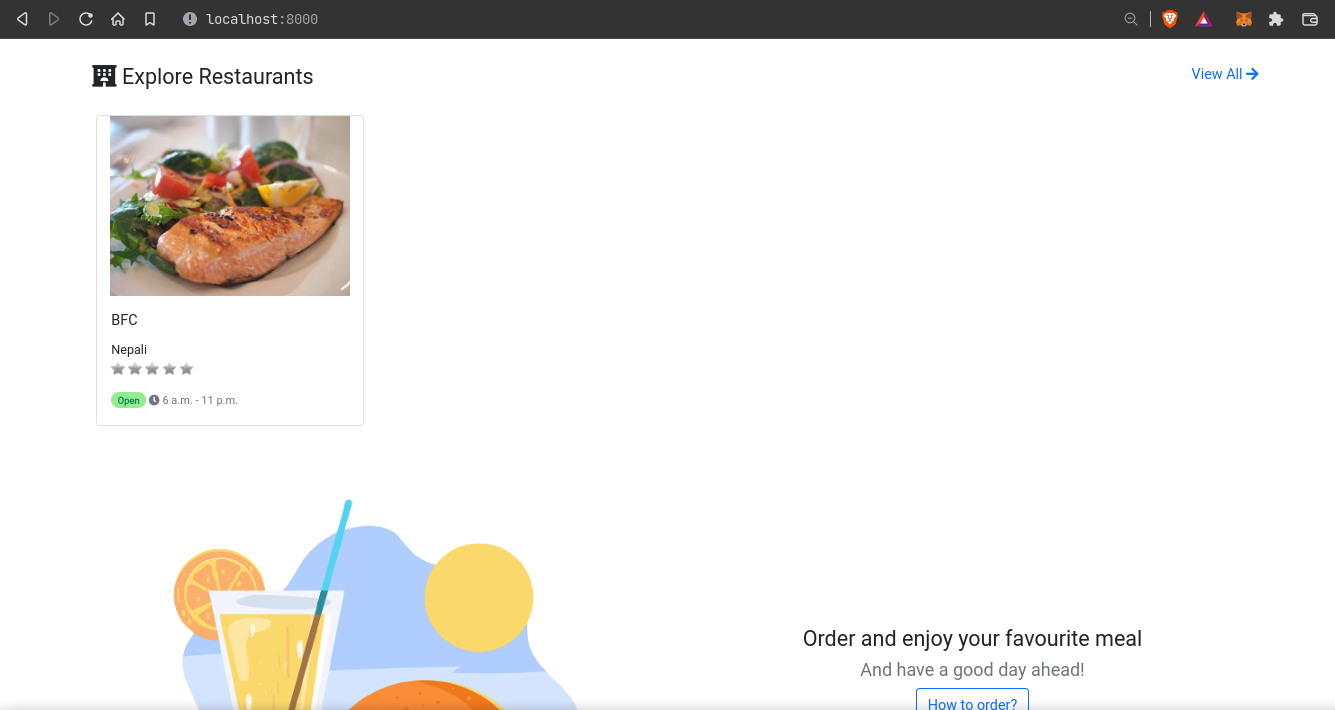 localhost:8000
Explore Restaurants
View All
BFC
Nepali
Open 6 a.m. - 11 p.m.
Order and enjoy your favourite meal
And have a good day ahead!
How to order?